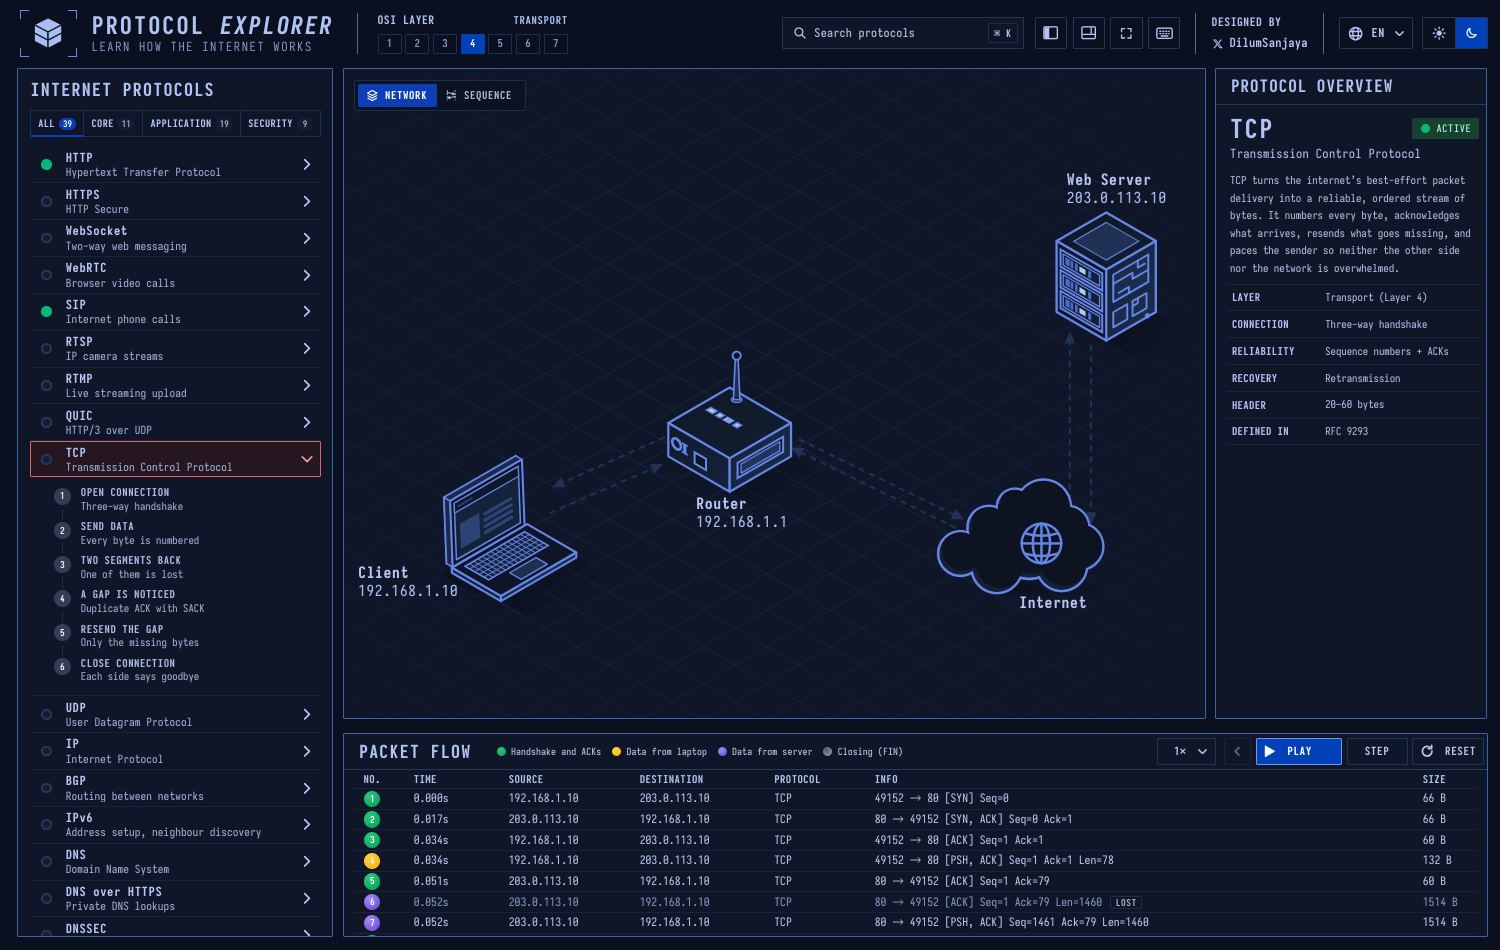 PROTOCOL EXPLORER
LEARN HOW THE INTERNET WORKS
OSI LAYER TRANSPORT
1 2 3 4 5 6 7
Search protocols ⌘ K
DESIGNED BY
DilumSanjaya
EN
INTERNET PROTOCOLS
ALL 39 CORE 11 APPLICATION 19 SECURITY 9
HTTP
Hypertext Transfer Protocol
HTTPS
HTTP Secure
WebSocket
Two-way web messaging
WebRTC
Browser video calls
SIP
Internet phone calls
RTSP
IP camera streams
RTMP
Live streaming upload
QUIC
HTTP/3 over UDP
TCP
Transmission Control Protocol
1 OPEN CONNECTION
Three-way handshake
2 SEND DATA
Every byte is numbered
3 TWO SEGMENTS BACK
One of them is lost
4 A GAP IS NOTICED
Duplicate ACK with SACK
5 RESEND THE GAP
Only the missing bytes
6 CLOSE CONNECTION
Each side says goodbye
UDP
User Datagram Protocol
IP
Internet Protocol
BGP
Routing between networks
IPv6
Address setup, neighbour discovery
DNS
Domain Name System
DNS over HTTPS
Private DNS lookups
DNSSEC
NETWORK SEQUENCE
Web Server
203.0.113.10
Router
192.168.1.1
Client
192.168.1.10
Internet
PROTOCOL OVERVIEW
TCP ACTIVE
Transmission Control Protocol
TCP turns the internet's best-effort packet
delivery into a reliable, ordered stream of
bytes. It numbers every byte, acknowledges
what arrives, resends what goes missing, and
paces the sender so neither the other side
nor the network is overwhelmed.
LAYER Transport (Layer 4)
CONNECTION Three-way handshake
RELIABILITY Sequence numbers + ACKs
RECOVERY Retransmission
HEADER 20-60 bytes
DEFINED IN RFC 9293
PACKET FLOW Handshake and ACKs Data from laptop Data from server Closing (FIN) 1× PLAY STEP RESET
NO. TIME SOURCE DESTINATION PROTOCOL INFO SIZE
1 0.000s 192.168.1.10 203.0.113.10 TCP 49152 → 80 [SYN] Seq=0 66 B
2 0.017s 203.0.113.10 192.168.1.10 TCP 80 → 49152 [SYN, ACK] Seq=0 Ack=1 66 B
3 0.034s 192.168.1.10 203.0.113.10 TCP 49152 → 80 [ACK] Seq=1 Ack=1 60 B
4 0.034s 192.168.1.10 203.0.113.10 TCP 49152 → 80 [PSH, ACK] Seq=1 Ack=1 Len=78 132 B
5 0.051s 203.0.113.10 192.168.1.10 TCP 80 → 49152 [ACK] Seq=1 Ack=79 60 B
6 0.052s 203.0.113.10 192.168.1.10 TCP 80 → 49152 [ACK] Seq=1 Ack=79 Len=1460 LOST 1514 B
7 0.052s 203.0.113.10 192.168.1.10 TCP 80 → 49152 [PSH, ACK] Seq=1461 Ack=79 Len=1460 1514 B